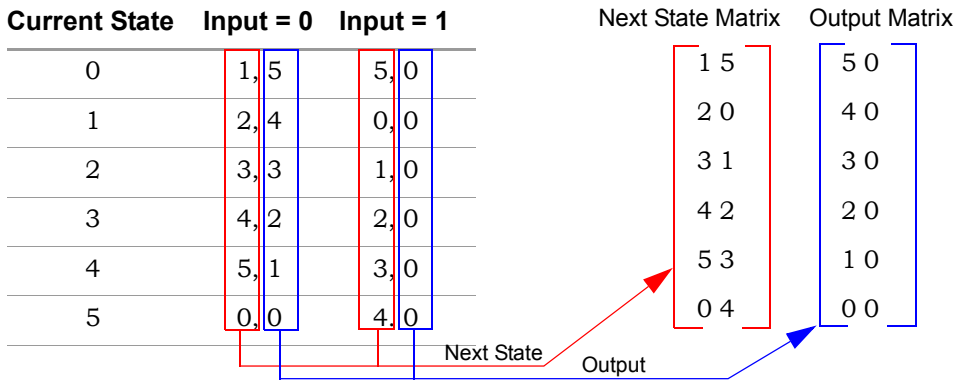 Current State Input = 0 Input = 1 Next State Matrix Output Matrix
0 1, 5 5, 0 1 5 5 0
1 2, 4 0, 0 2 0 4 0
2 3, 3 1, 0 3 1 3 0
3 4, 2 2, 0 4 2 2 0
4 5, 1 3, 0 5 3 1 0
5 0, 0 4. 0 0 4 0 0
Next State
Output